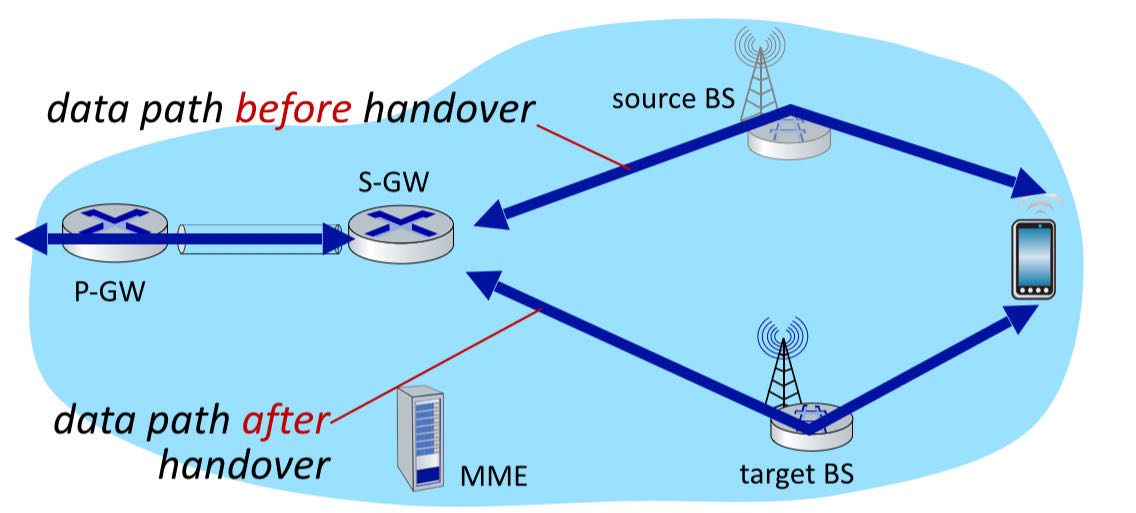 data path before handover
source BS
S-GW
P-GW
data path after
handover
MME
target BS